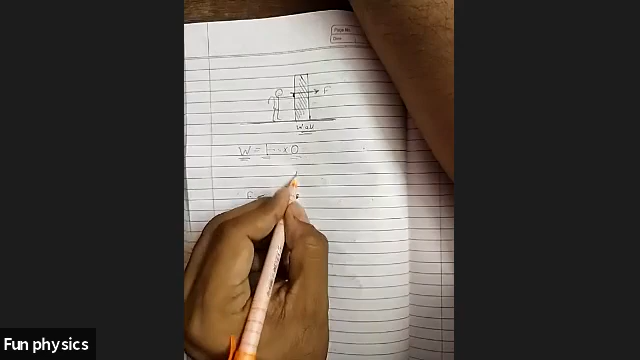 Page No.
Date
F
Wall
W = F × 0
Fun physics